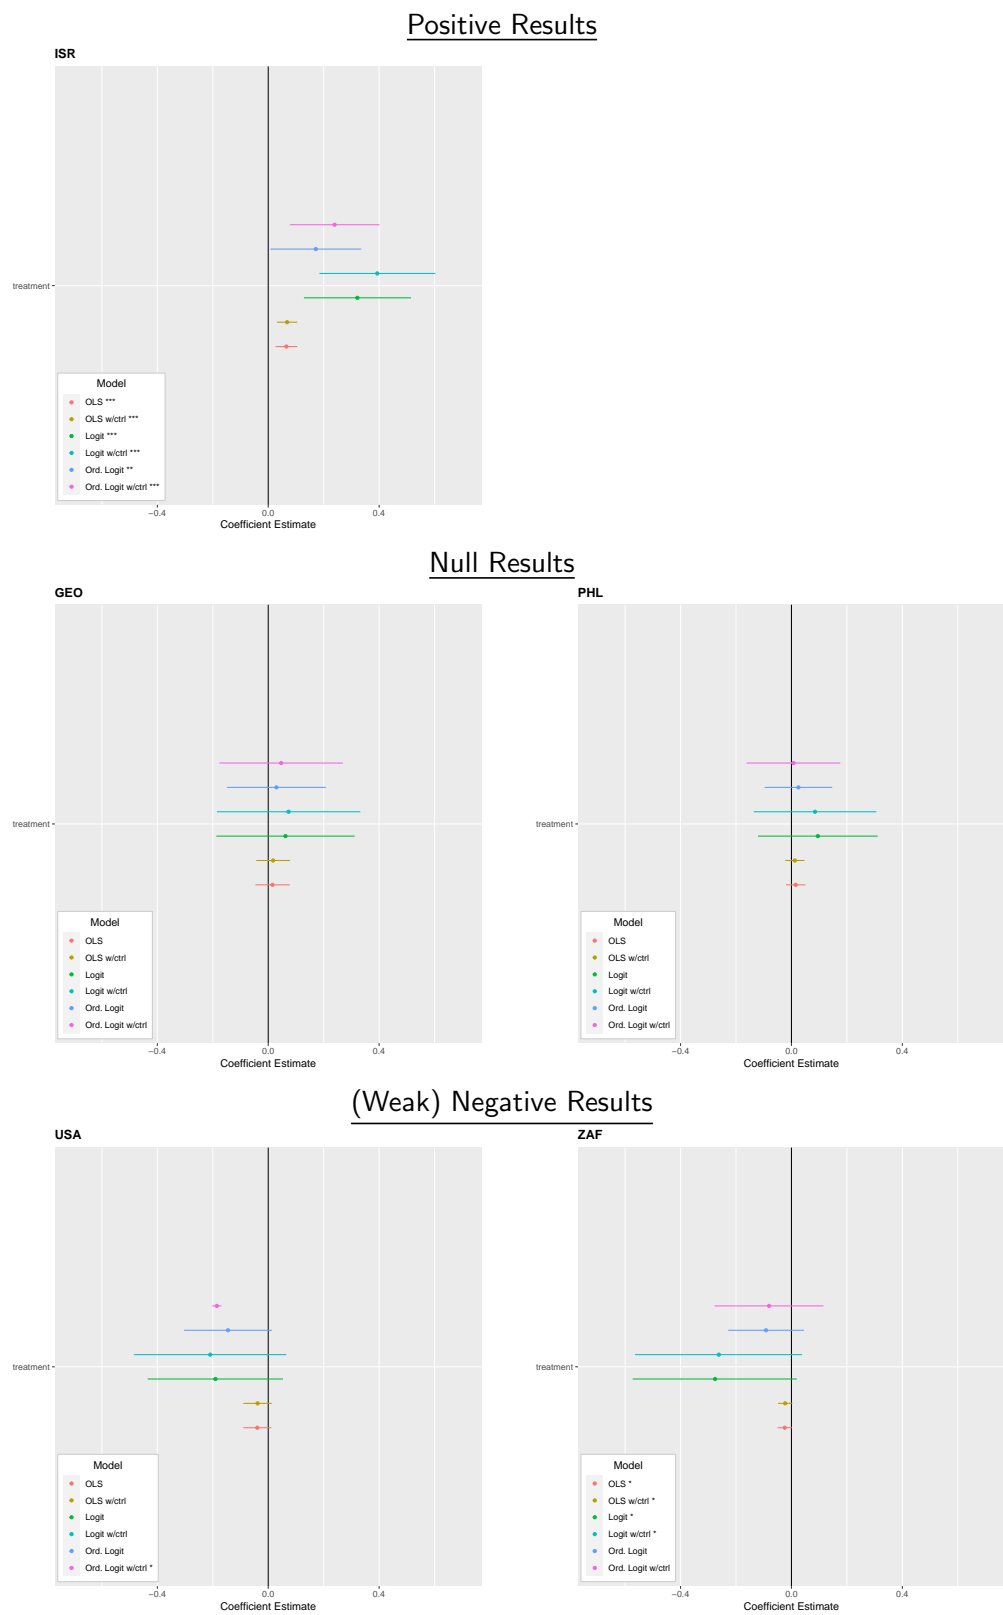 Positive Results
ISR
treatment
Model
OLS ***
OLS w/ctrl ***
Logit ***
Logit w/ctrl ***
Ord. Logit **
Ord. Logit w/ctrl ***
−0.4 0.0 0.4
Coefficient Estimate
Null Results
GEO
treatment
Model
OLS
OLS w/ctrl
Logit
Logit w/ctrl
Ord. Logit
Ord. Logit w/ctrl
−0.4 0.0 0.4
Coefficient Estimate
PHL
treatment
Model
OLS
OLS w/ctrl
Logit
Logit w/ctrl
Ord. Logit
Ord. Logit w/ctrl
−0.4 0.0 0.4
Coefficient Estimate
(Weak) Negative Results
USA
treatment
Model
OLS
OLS w/ctrl
Logit
Logit w/ctrl
Ord. Logit
Ord. Logit w/ctrl *
−0.4 0.0 0.4
Coefficient Estimate
ZAF
treatment
Model
OLS *
OLS w/ctrl *
Logit *
Logit w/ctrl *
Ord. Logit
Ord. Logit w/ctrl
−0.4 0.0 0.4
Coefficient Estimate